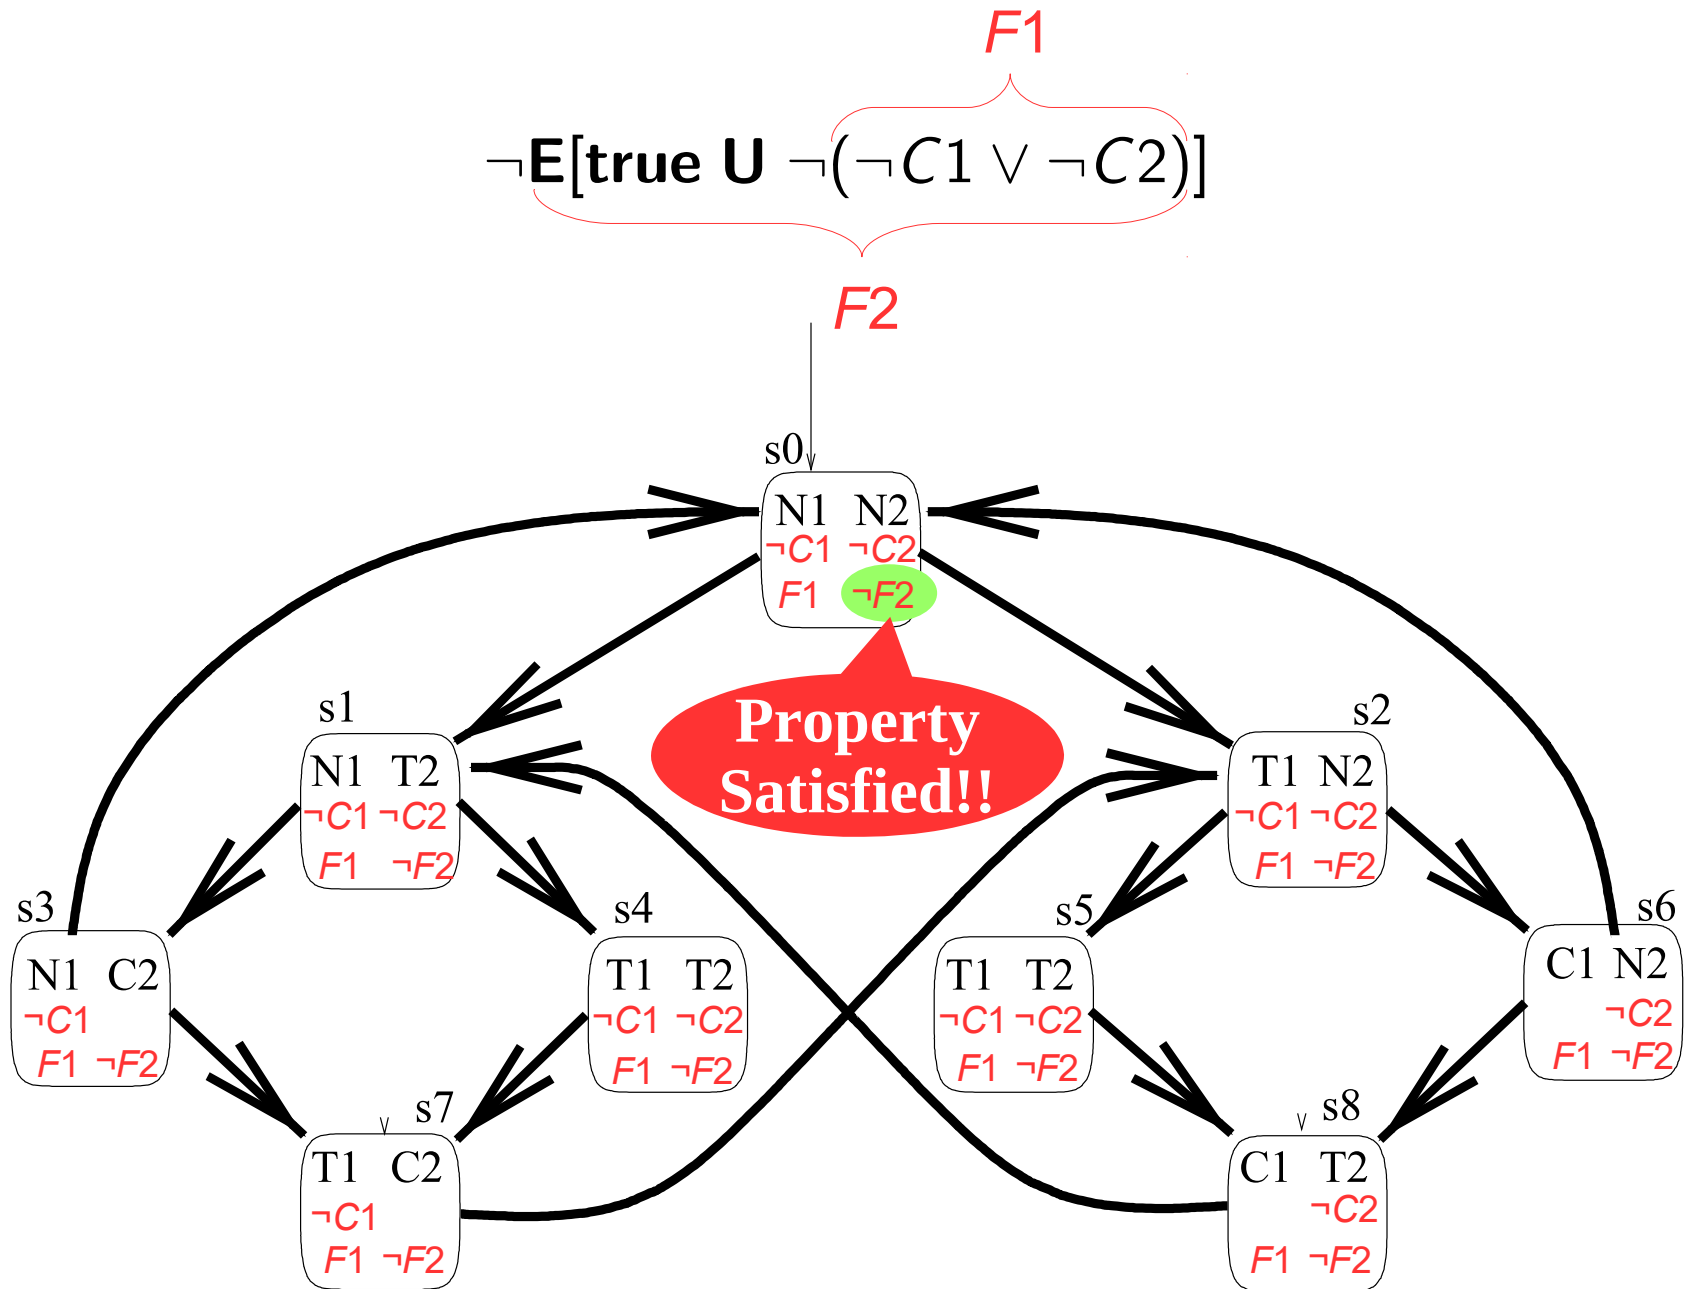 F1
¬E[true U ¬(¬C1 ∨ ¬C2)]
F2
s0
N1 N2
¬C1 ¬C2
F1 ¬F2
Property
Satisfied!!
s1
N1 T2
¬C1 ¬C2
F1 ¬F2
s2
T1 N2
¬C1 ¬C2
F1 ¬F2
s3
N1 C2
¬C1
F1 ¬F2
s4
T1 T2
¬C1 ¬C2
F1 ¬F2
s5
T1 T2
¬C1 ¬C2
F1 ¬F2
s6
C1 N2
¬C2
F1 ¬F2
s7
T1 C2
¬C1
F1 ¬F2
s8
C1 T2
¬C2
F1 ¬F2